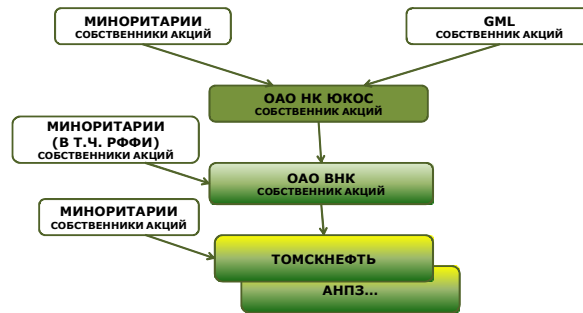 МИНОРИТАРИИ
СОБСТВЕННИКИ АКЦИЙ
GML
СОБСТВЕННИК АКЦИЙ
ОАО НК ЮКОС
СОБСТВЕННИК АКЦИЙ
МИНОРИТАРИИ
(В Т.Ч. РФФИ)
СОБСТВЕННИКИ АКЦИЙ
ОАО ВНК
СОБСТВЕННИК АКЦИЙ
МИНОРИТАРИИ
СОБСТВЕННИКИ АКЦИЙ
ТОМСКНЕФТЬ
АНПЗ...